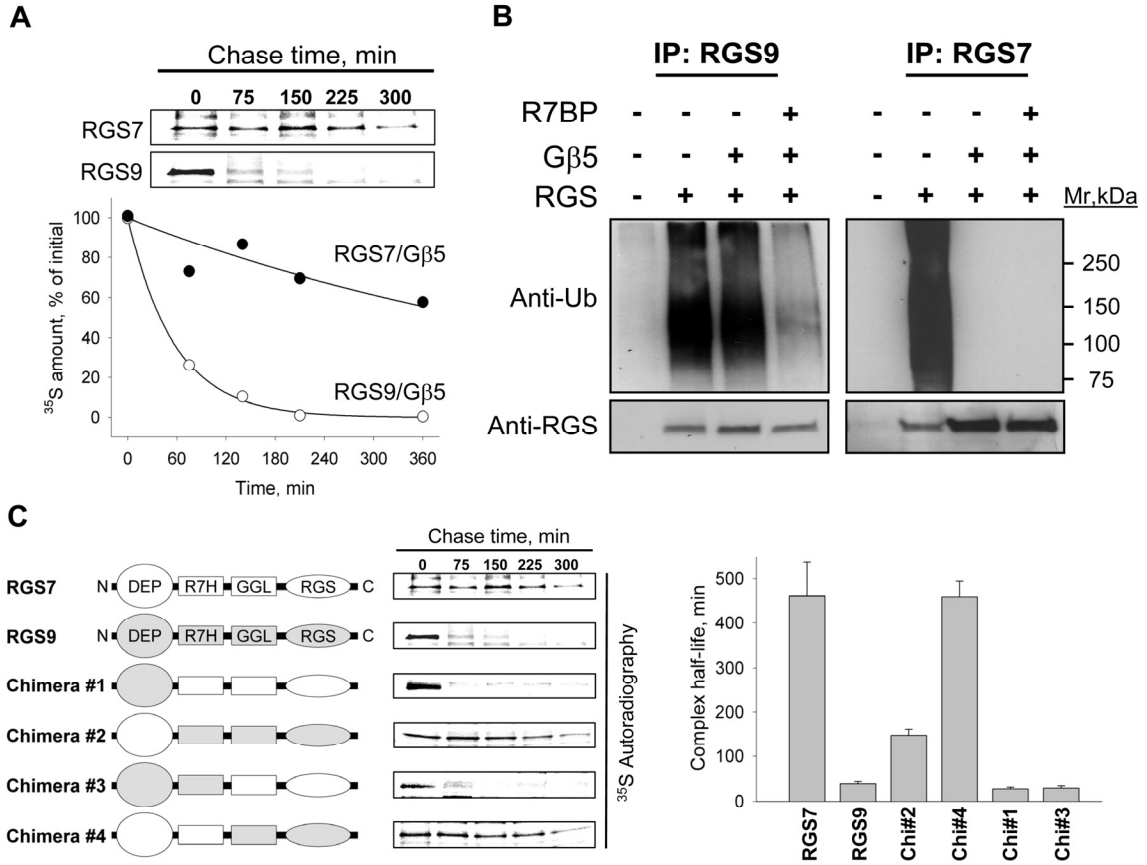 A
Chase time, min
0 75 150 225 300
RGS7
RGS9
100
80
60
40
20
0
³⁵S amount, % of initial
RGS7/Gβ5
RGS9/Gβ5
0 60 120 180 240 300 360
Time, min
B
IP: RGS9 IP: RGS7
R7BP - - - + - - - +
Gβ5 - - + + - - + +
RGS - + + + - + + + Mr,kDa
Anti-Ub
250
150
100
75
Anti-RGS
C
Chase time, min
0 75 150 225 300
RGS7 N DEP R7H GGL RGS C
RGS9 N DEP R7H GGL RGS C
Chimera #1
Chimera #2
Chimera #3
Chimera #4
³⁵S Autoradiography
Complex half-life, min
500
400
300
200
100
0
RGS7 RGS9 Chi#2 Chi#4 Chi#1 Chi#3